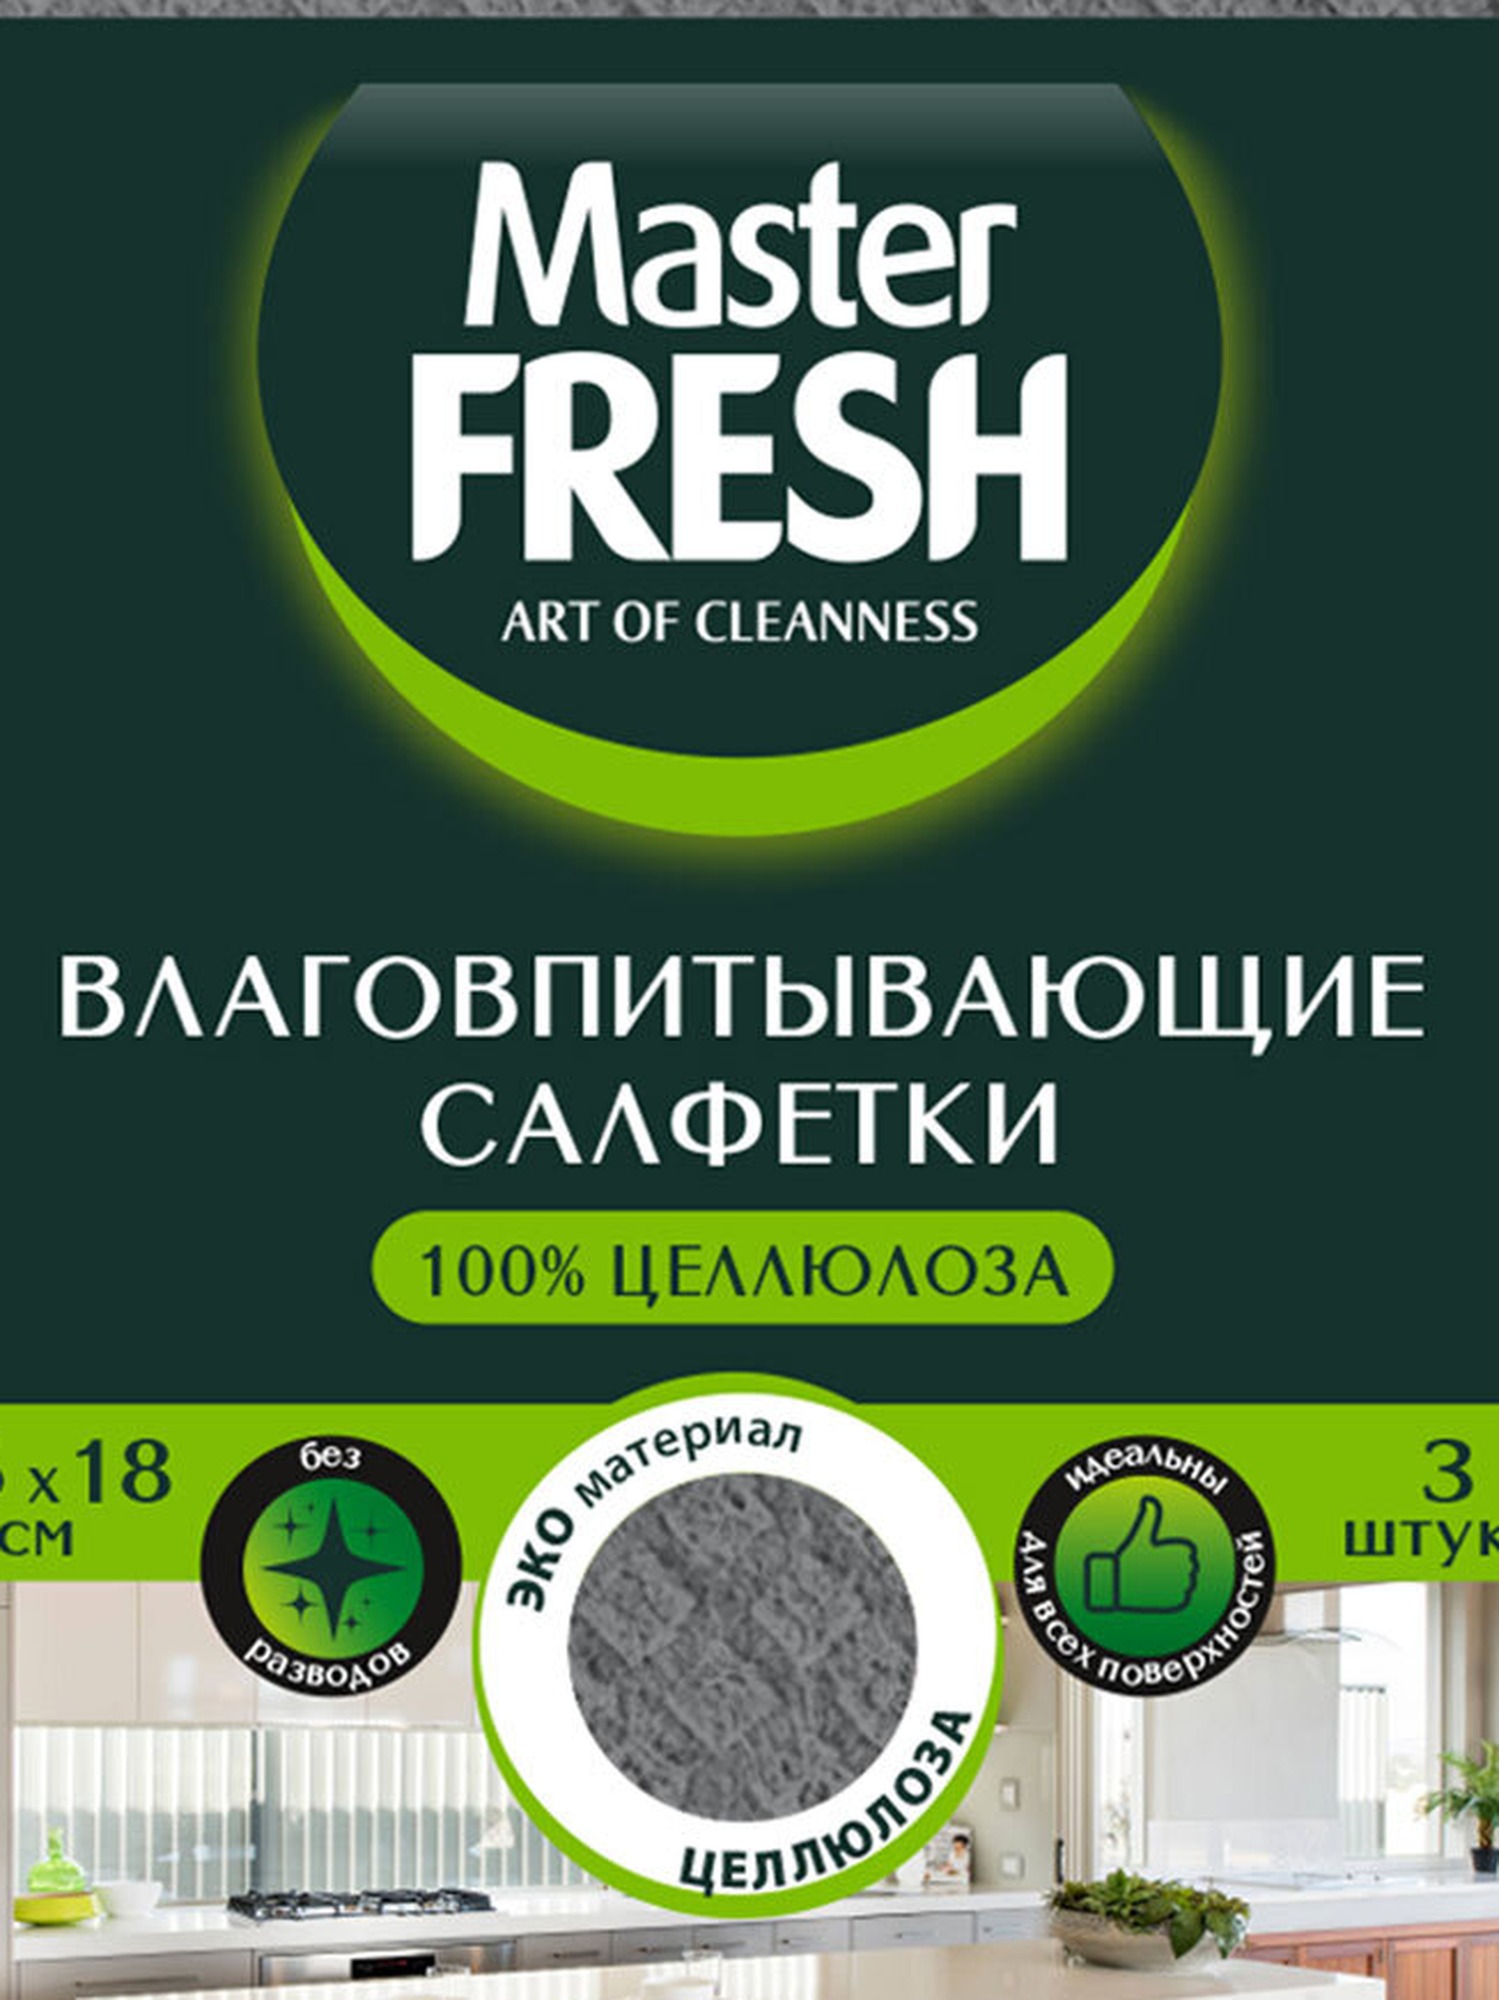 Master
FRESH
ART OF CLEANNESS
ВЛАГОВПИТЫВАЮЩИЕ
САЛФЕТКИ
100% ЦЕЛЛЮЛОЗА
x 18
см
без
разводов
ЭКО материал
ЦЕЛЛЮЛОЗА
идеальны
для всех поверхностей
3
штук